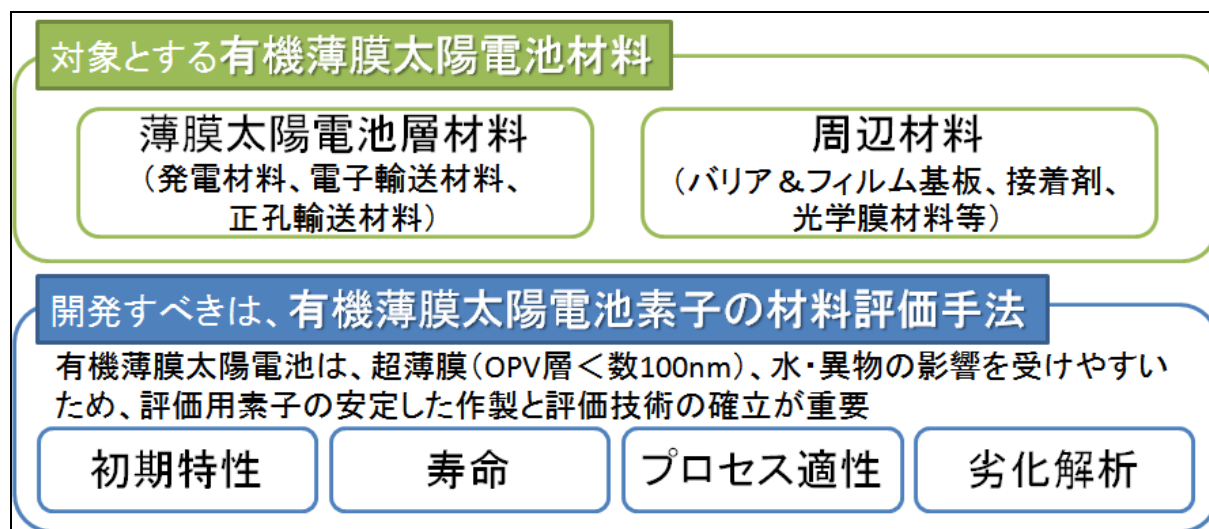 対象とする有機薄膜太陽電池材料
薄膜太陽電池層材料
(発電材料、電子輸送材料、
正孔輸送材料)
周辺材料
(バリア&フィルム基板、接着剤、
光学膜材料等)
開発すべきは、有機薄膜太陽電池素子の材料評価手法
有機薄膜太陽電池は、超薄膜(OPV層<数100nm)、水・異物の影響を受けやすい
ため、評価用素子の安定した作製と評価技術の確立が重要
初期特性
寿命
プロセス適性
劣化解析